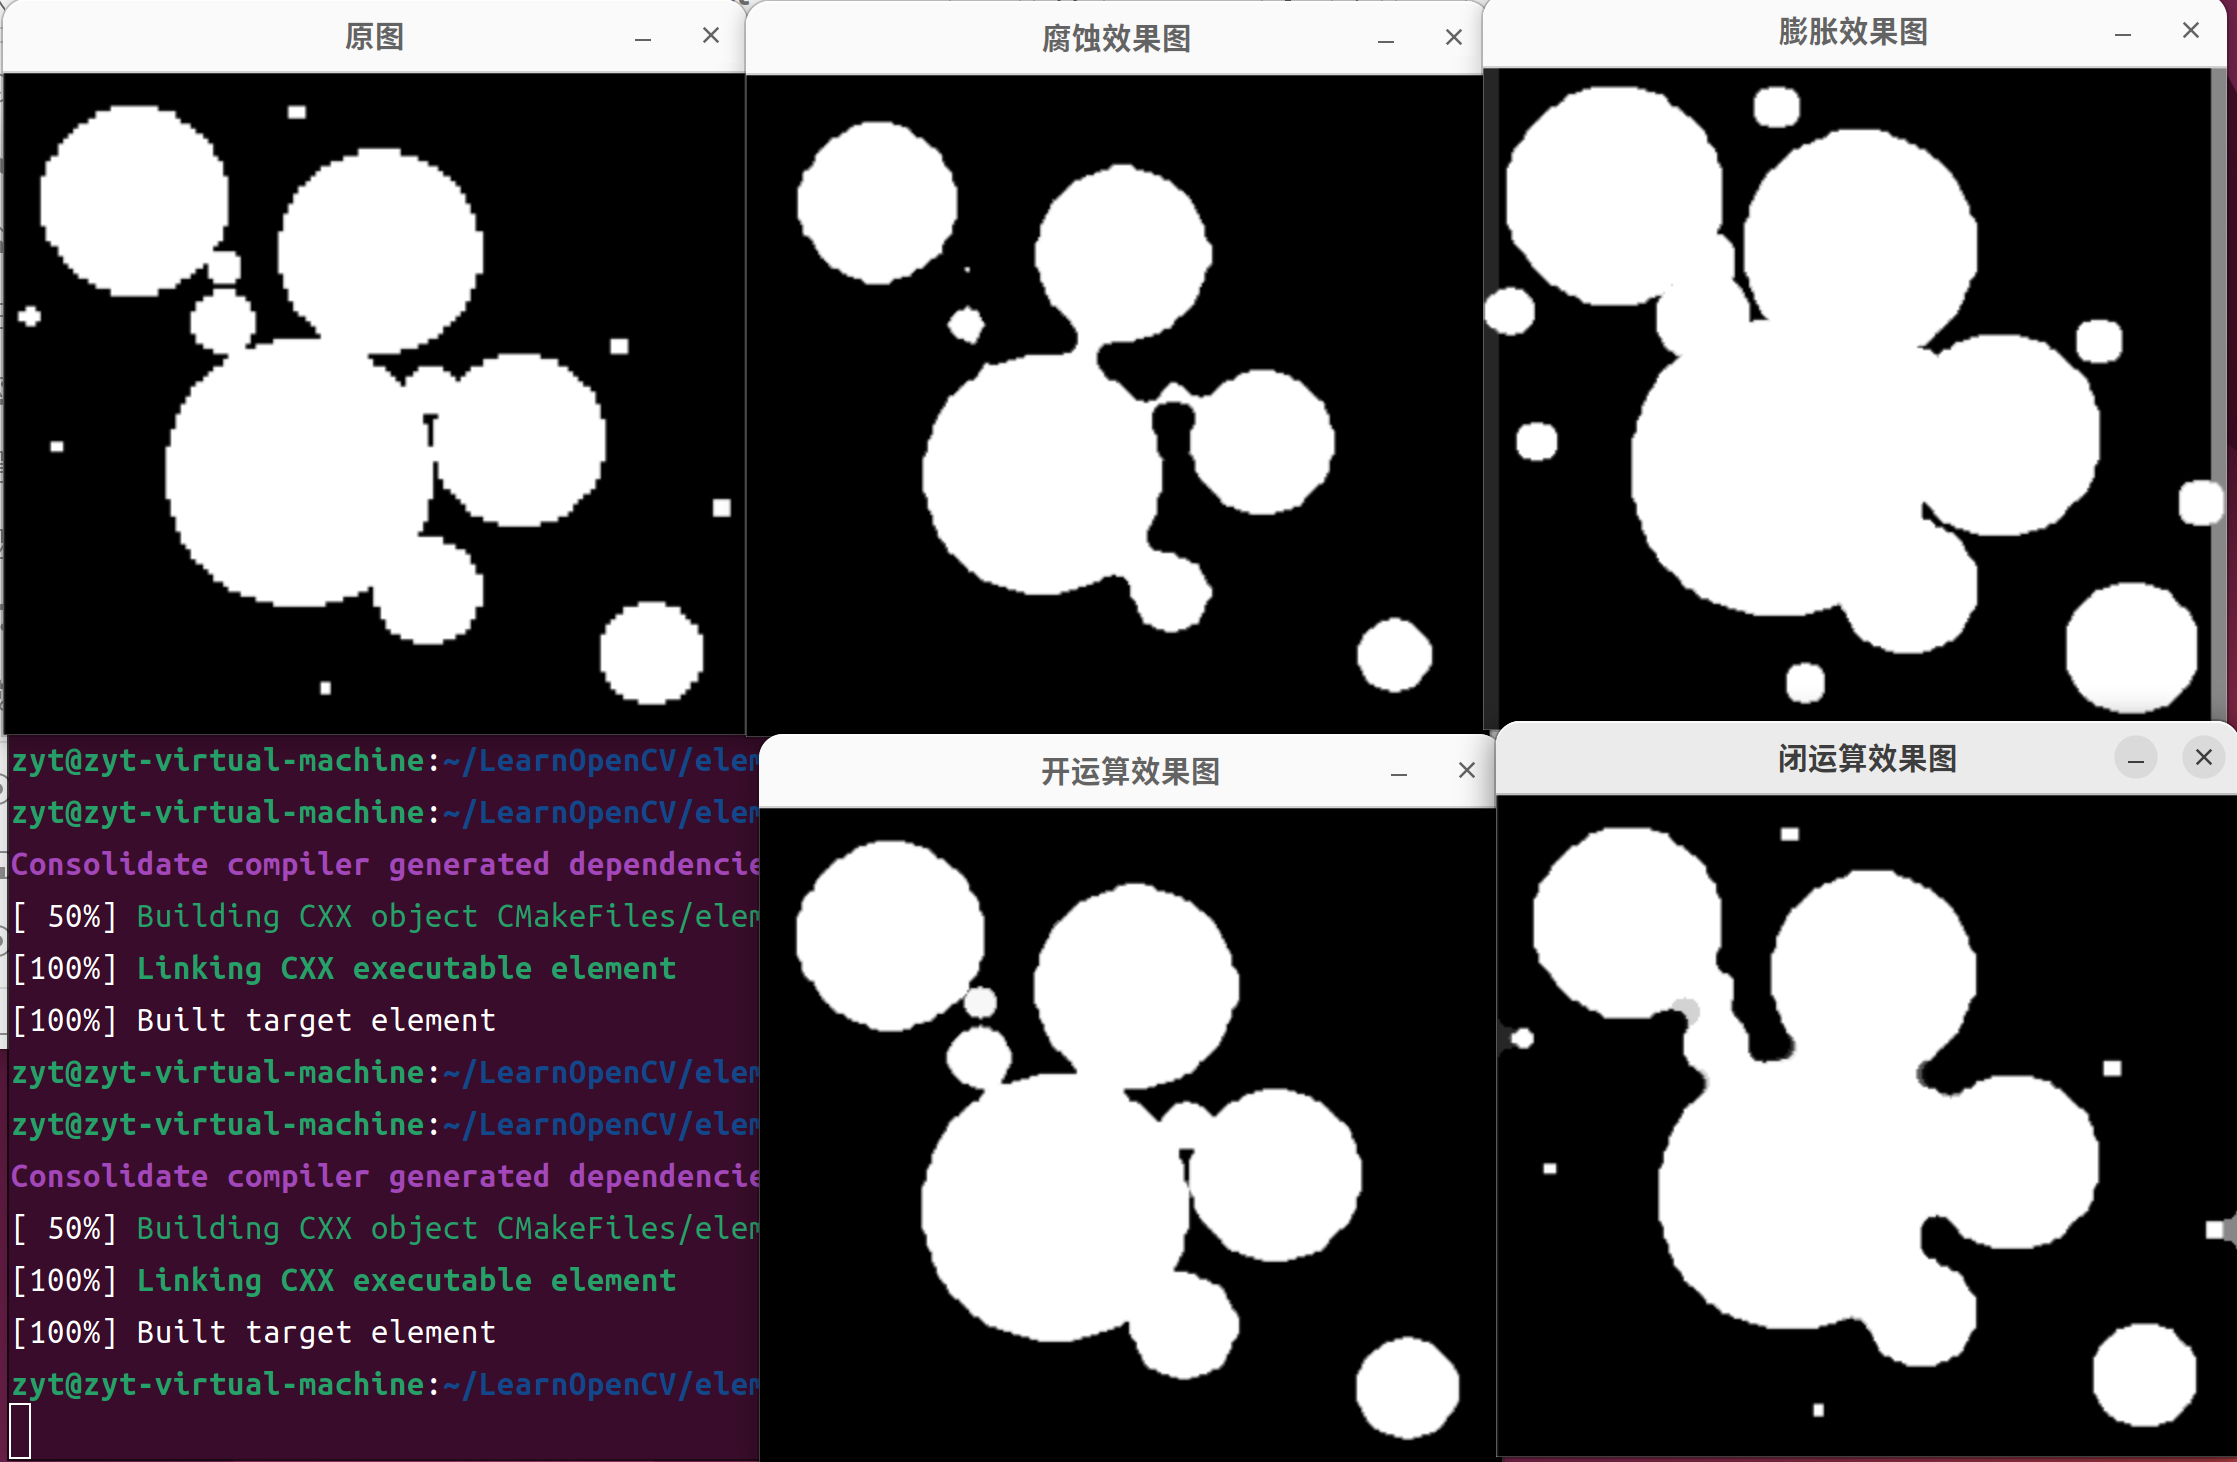 原图
腐蚀效果图
膨胀效果图
zyt@zyt-virtual-machine:~/LearnOpenCV/elem
zyt@zyt-virtual-machine:~/LearnOpenCV/elem
Consolidate compiler generated dependencie
[ 50%] Building CXX object CMakeFiles/elem
[100%] Linking CXX executable element
[100%] Built target element
zyt@zyt-virtual-machine:~/LearnOpenCV/elem
zyt@zyt-virtual-machine:~/LearnOpenCV/elem
Consolidate compiler generated dependencie
[ 50%] Building CXX object CMakeFiles/elem
[100%] Linking CXX executable element
[100%] Built target element
zyt@zyt-virtual-machine:~/LearnOpenCV/elem
开运算效果图
闭运算效果图